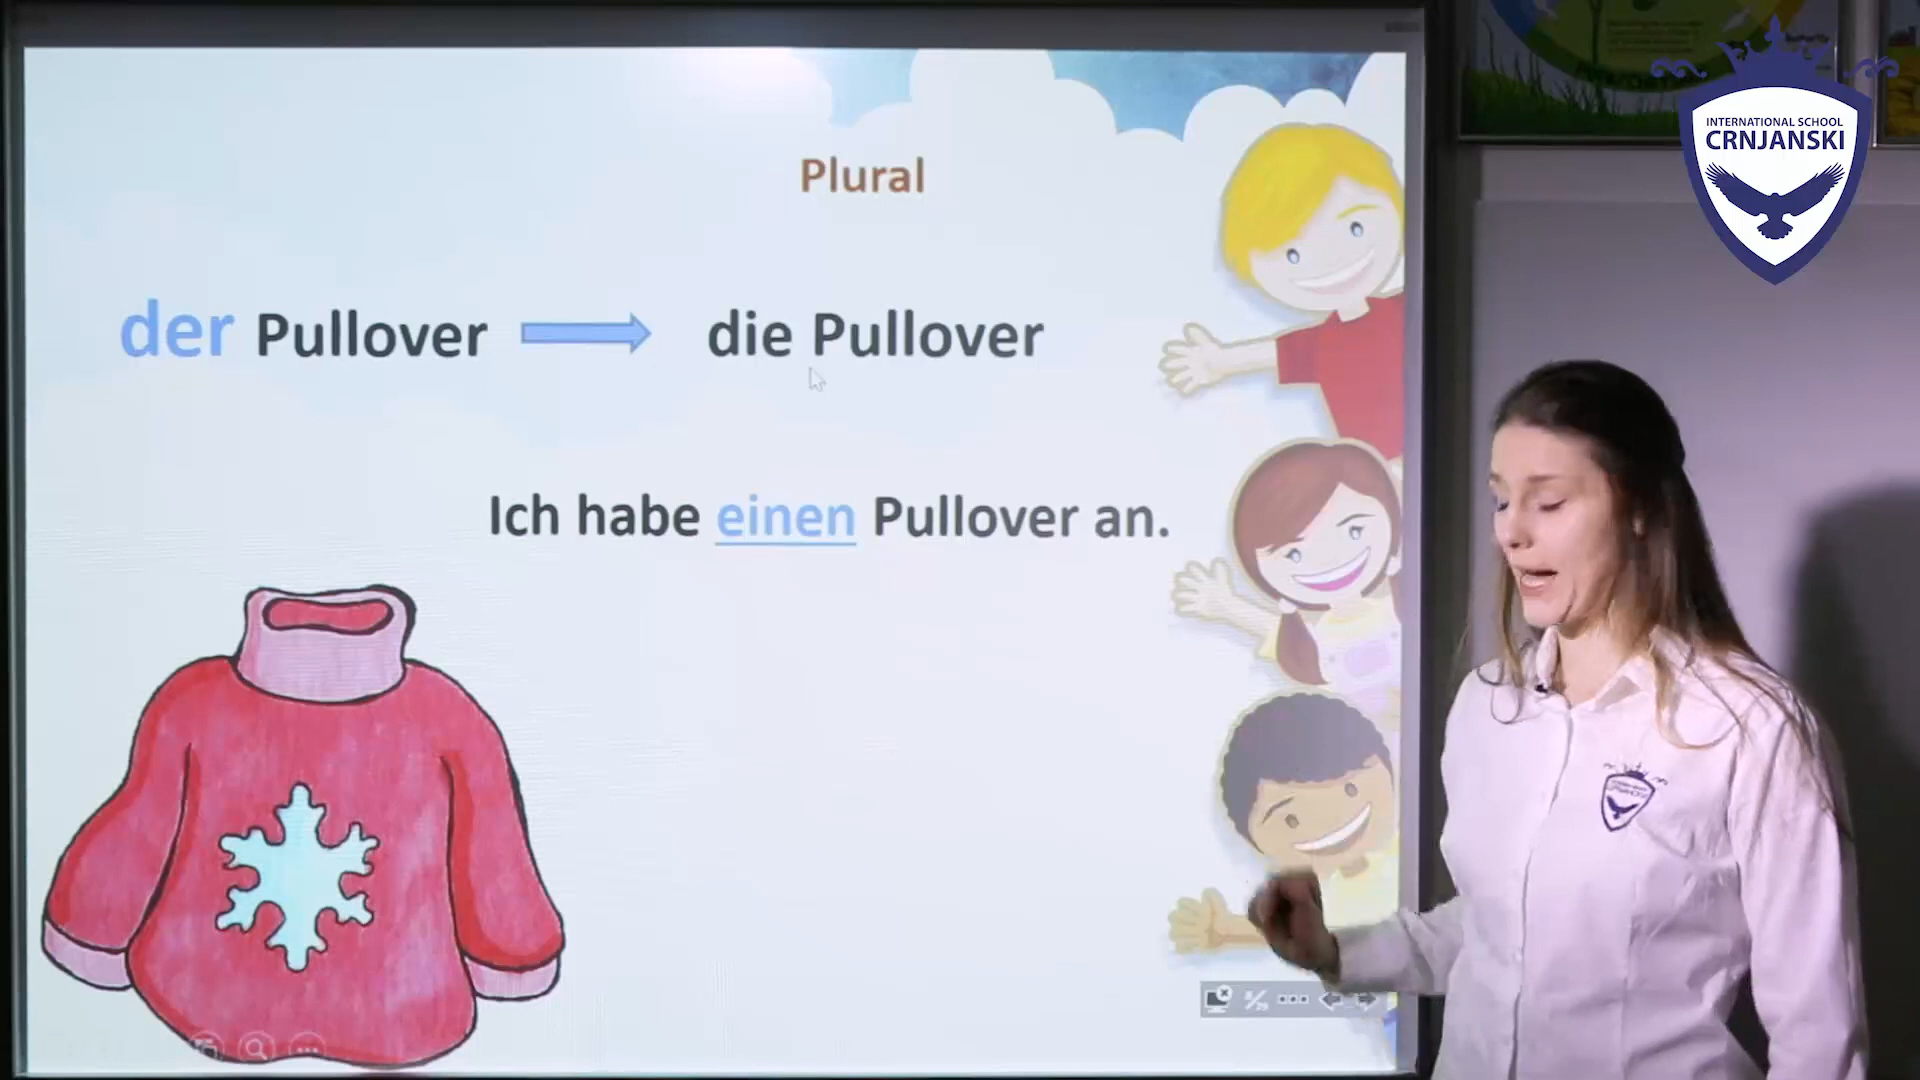 Plural
der Pullover die Pullover
Ich habe einen Pullover an.
INTERNATIONAL SCHOOL
CRNJANSKI